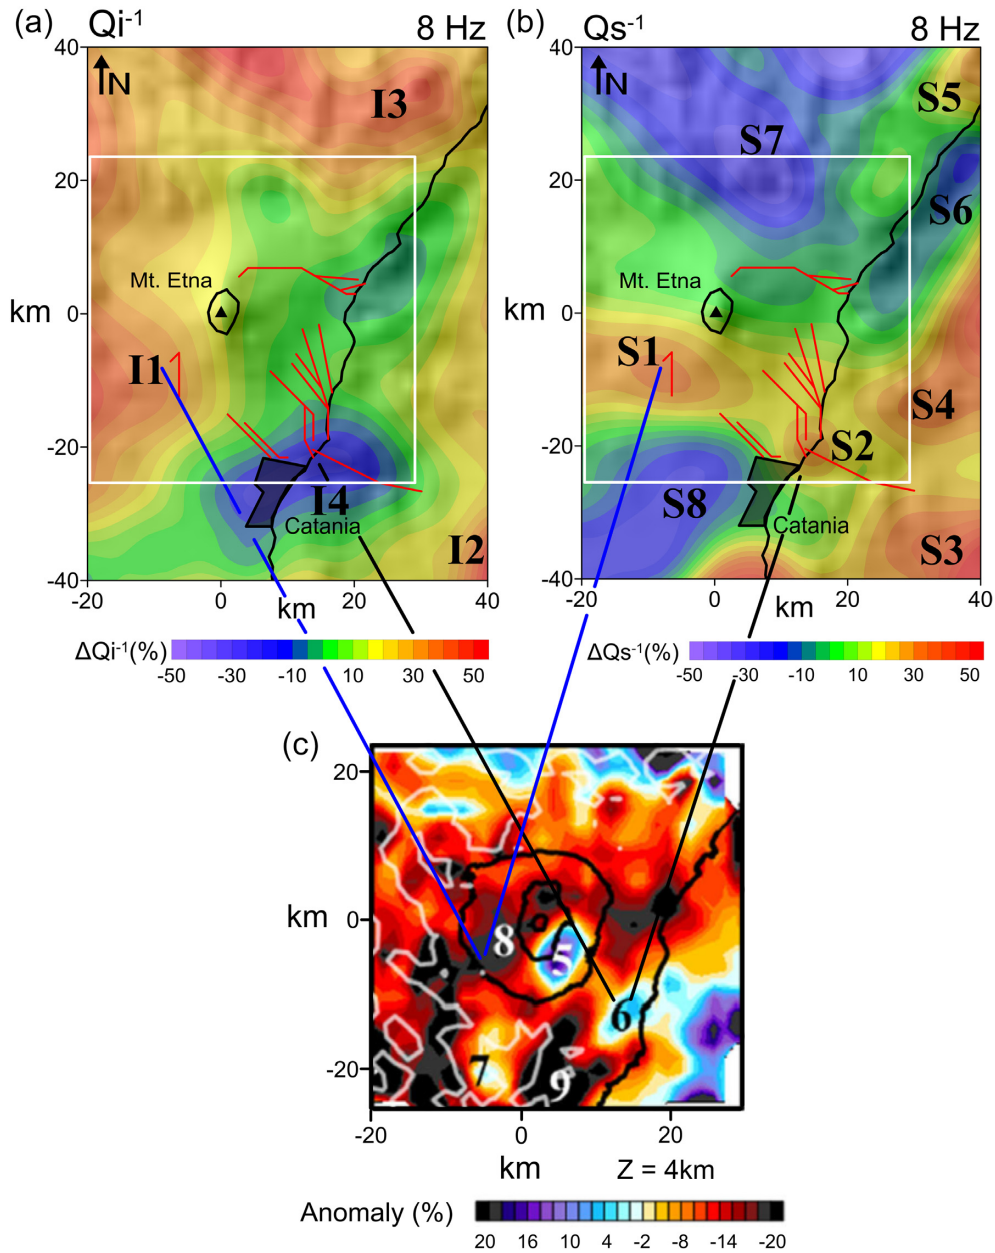 (a) Qi⁻¹ 8 Hz
(b) Qs⁻¹ 8 Hz
40
N
I3
20
Mt. Etna
km
0
I1
-20
I4
Catania
I2
-40
-20 0 20 40
km
ΔQi⁻¹(%)
-50 -30 -10 10 30 50
40
N
S5
S7
20
S6
Mt. Etna
km
0
S1
S4
S2
-20
S8
Catania
S3
-40
-20 0 20 40
km
ΔQs⁻¹(%)
-50 -30 -10 10 30 50
(c)
20
km
0
8
5
6
7
9
-20
-20 0 20
km
Z = 4km
Anomaly (%)
20 16 10 4 -2 -8 -14 -20